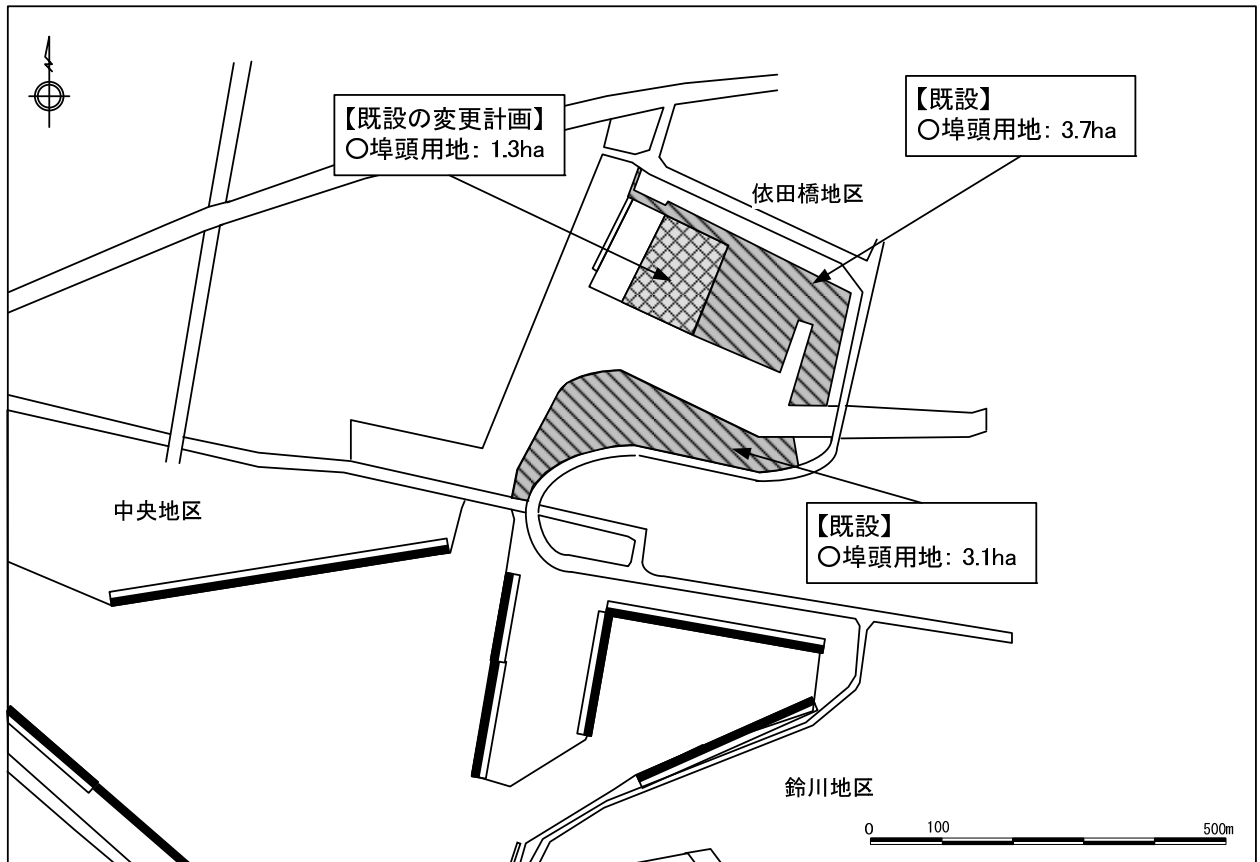 【既設の変更計画】
○埠頭用地: 1.3ha
【既設】
○埠頭用地: 3.7ha
依田橋地区
中央地区
【既設】
○埠頭用地: 3.1ha
鈴川地区
0 100 500m